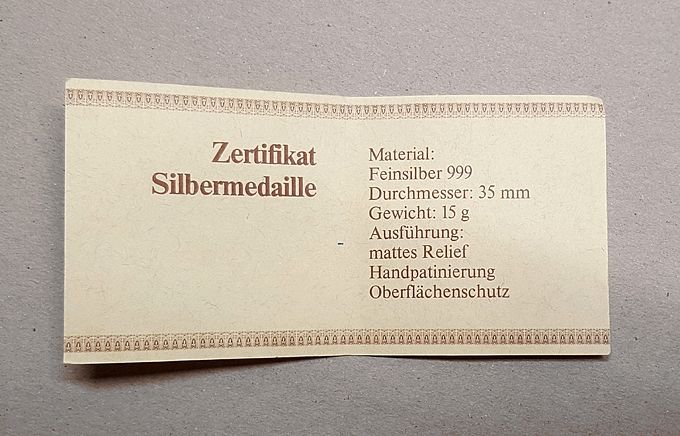 Zertifikat
Silbermedaille
Material:
Feinsilber 999
Durchmesser: 35 mm
Gewicht: 15 g
Ausführung:
mattes Relief
Handpatinierung
Oberflächenschutz